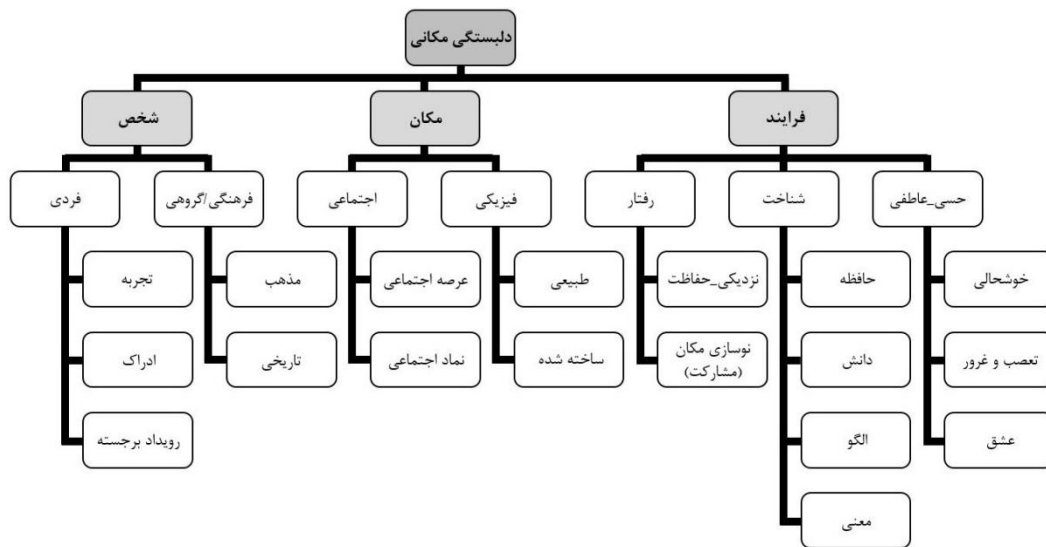 دلبستگی مکانی
فرایند
مکان
شخص
حسی_عاطفی
شناخت
رفتار
فیزیکی
اجتماعی
فرهنگی/گروهی
فردی
خوشحالی
حافظه
نزدیکی_حفاظت
طبیعی
عرصه اجتماعی
مذهب
تجربه
تعصب و غرور
دانش
نوسازی مکان
(مشارکت)
ساخته شده
نماد اجتماعی
تاریخی
ادراک
عشق
الگو
رویداد برجسته
معنی